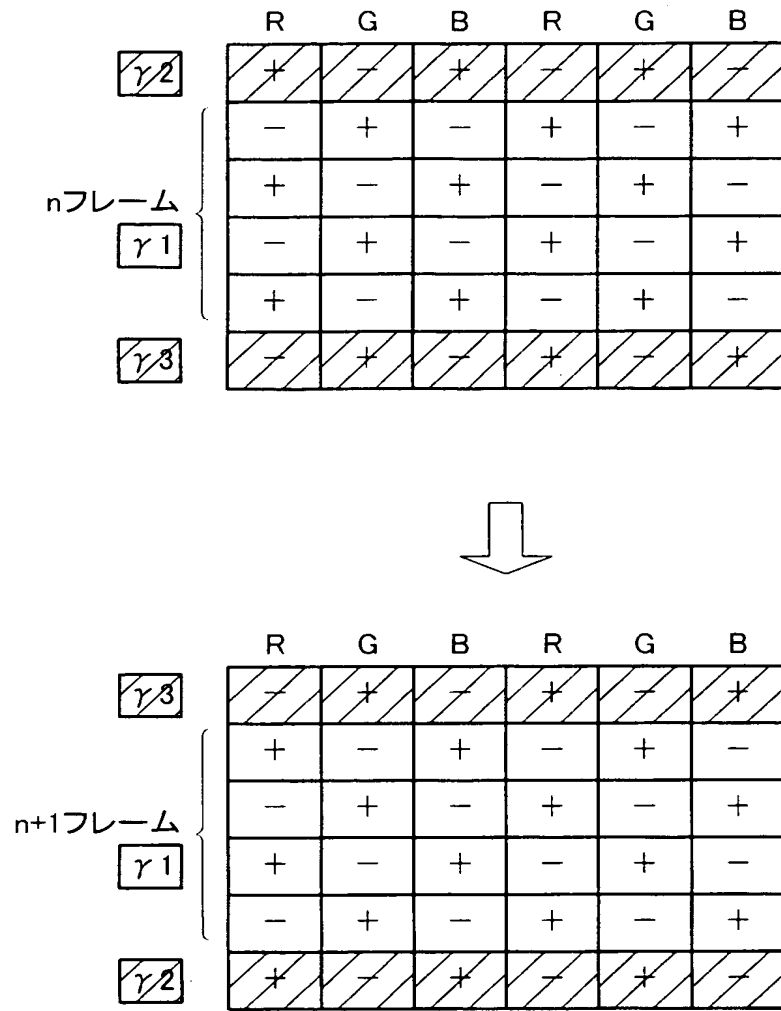 R G B R G B
γ2 + − + − + −
− + − + − +
+ − + − + −
nフレーム
γ1 − + − + − +
+ − + − + −
γ3 − + − + − +
R G B R G B
γ3 − + − + − +
+ − + − + −
− + − + − +
n+1フレーム
γ1 + − + − + −
− + − + − +
γ2 + − + − + −